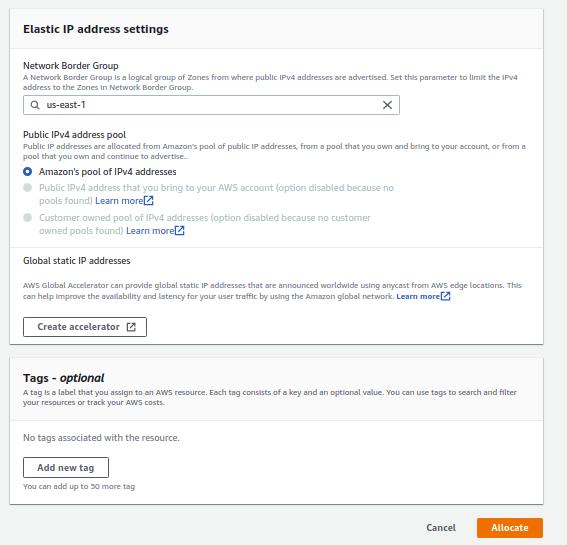 Elastic IP address settings
Network Border Group
A Network Border Group is a logical group of Zones from where public IPv4 addresses are advertised. Set this parameter to limit the IPv4
address to the Zones in Network Border Group.
us-east-1
Public IPv4 address pool
Public IP addresses are allocated from Amazon's pool of public IP addresses, from a pool that you own and bring to your account, or from a
pool that you own and continue to advertise..
Amazon's pool of IPv4 addresses
Public IPv4 address that you bring to your AWS account (option disabled because no
pools found) Learn more
Customer owned pool of IPv4 addresses (option disabled because no customer
owned pools found) Learn more
Global static IP addresses
AWS Global Accelerator can provide global static IP addresses that are announced worldwide using anycast from AWS edge locations. This
can help improve the availability and latency for your user traffic by using the Amazon global network. Learn more
Create accelerator
Tags - optional
A tag is a label that you assign to an AWS resource. Each tag consists of a key and an optional value. You can use tags to search and filter
your resources or track your AWS costs.
No tags associated with the resource.
Add new tag
You can add up to 50 more tag
Cancel
Allocate